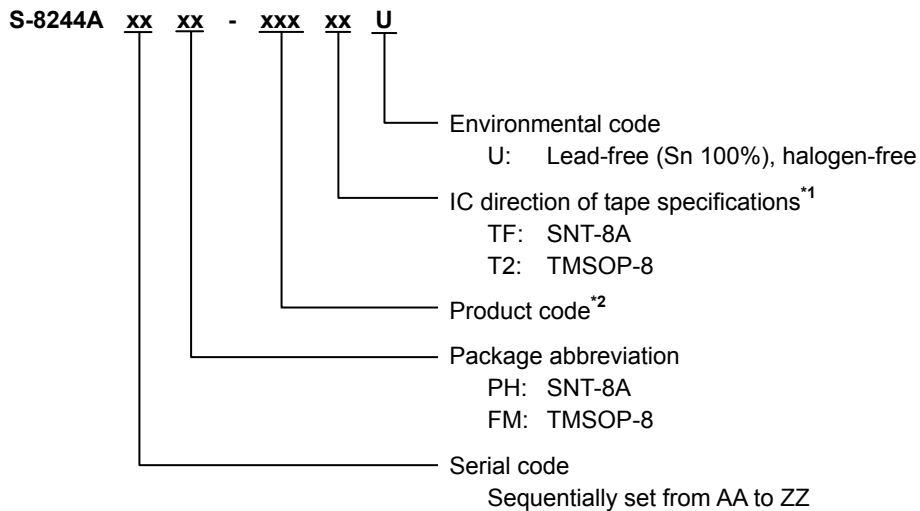 S-8244A xx xx - xxx xx U
Environmental code
U: Lead-free (Sn 100%), halogen-free
IC direction of tape specifications*1
TF: SNT-8A
T2: TMSOP-8
Product code*2
Package abbreviation
PH: SNT-8A
FM: TMSOP-8
Serial code
Sequentially set from AA to ZZ